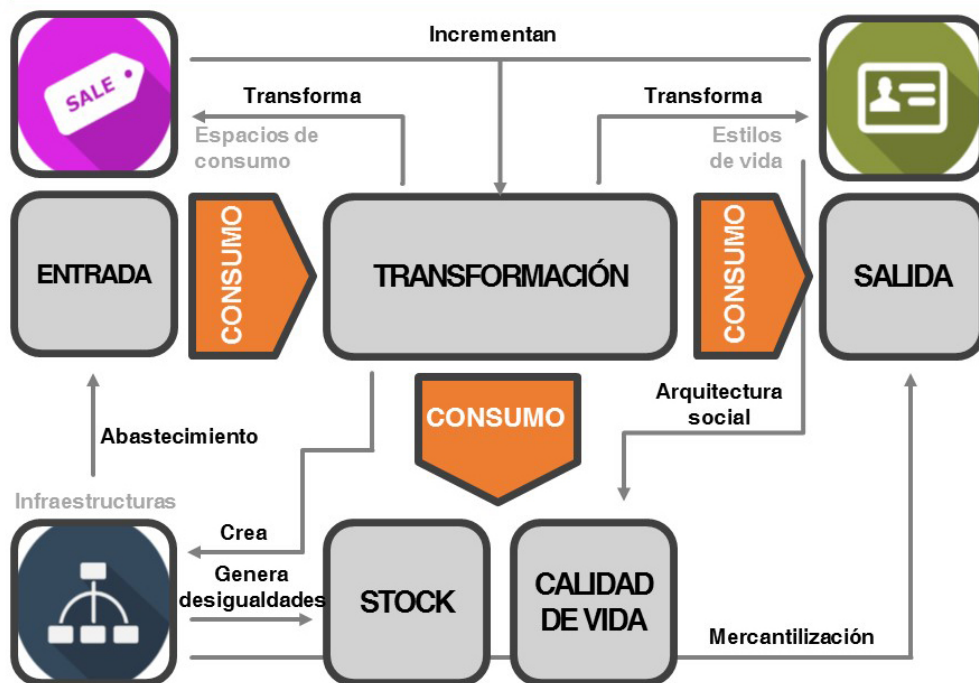 Incrementan
SALE
Transforma
Transforma
Espacios de
consumo
Estilos
de vida
ENTRADA
CONSUMO
TRANSFORMACIÓN
CONSUMO
SALIDA
CONSUMO
Arquitectura
social
Abastecimiento
Infraestructuras
Crea
Genera
desigualdades
STOCK
CALIDAD
DE VIDA
Mercantilización